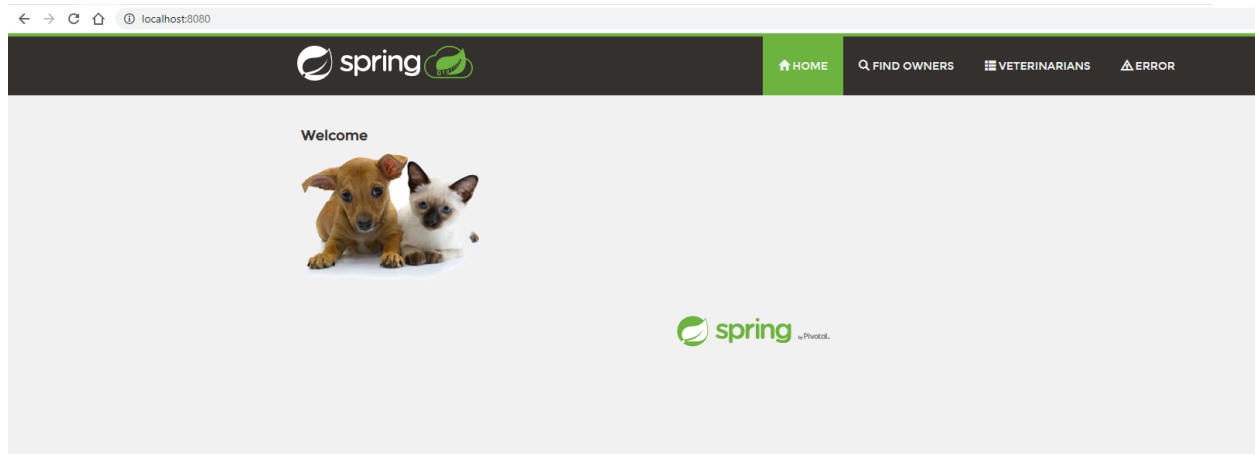 localhost:8080
spring
HOME
FIND OWNERS
VETERINARIANS
ERROR
Welcome
spring by Pivotal.